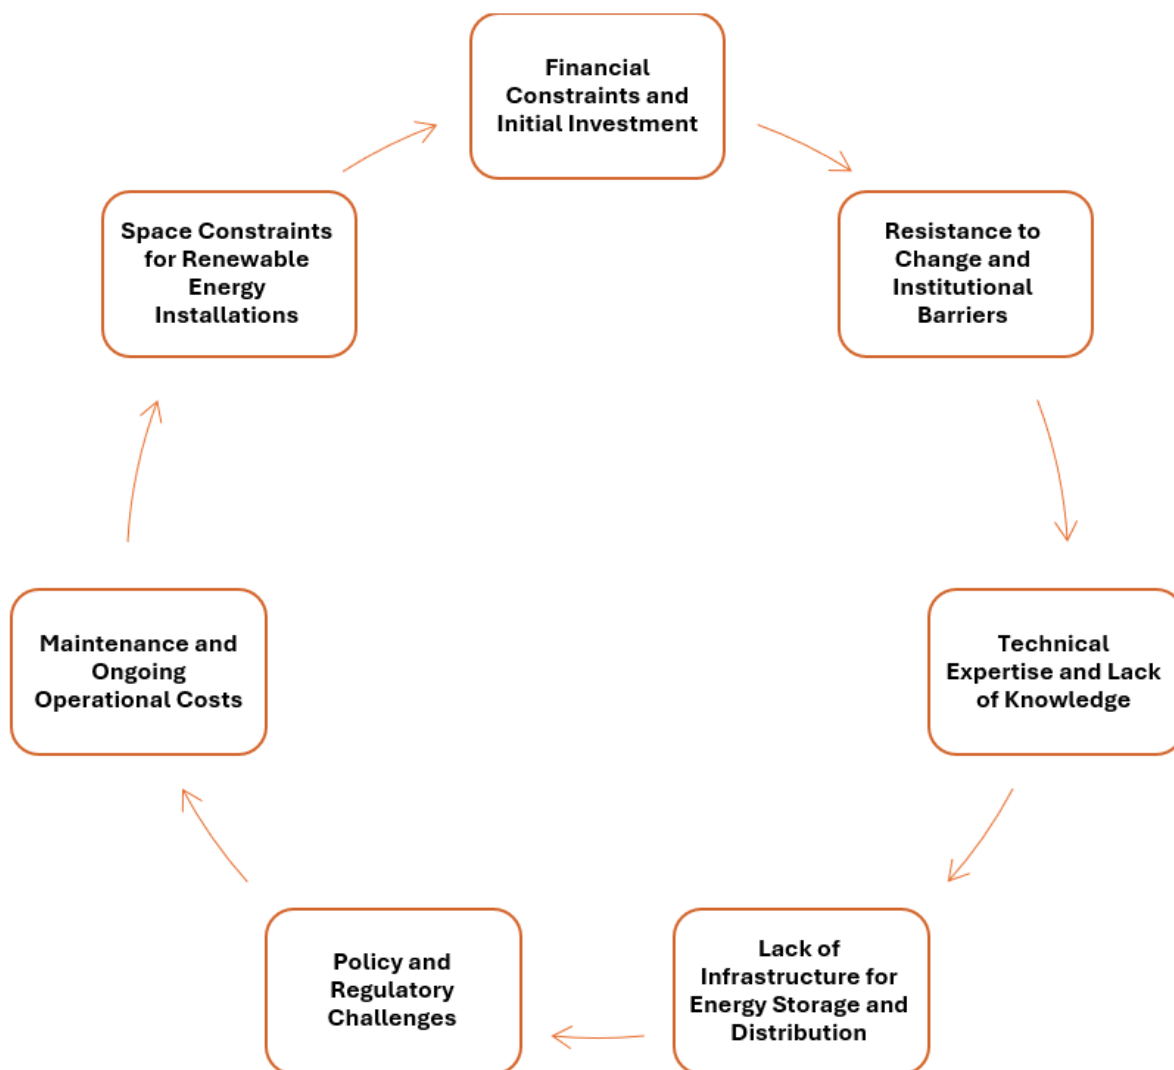 Financial
Constraints and
Initial Investment
Resistance to
Change and
Institutional
Barriers
Technical
Expertise and Lack
of Knowledge
Lack of
Infrastructure for
Energy Storage and
Distribution
Policy and
Regulatory
Challenges
Maintenance and
Ongoing
Operational Costs
Space Constraints
for Renewable
Energy
Installations